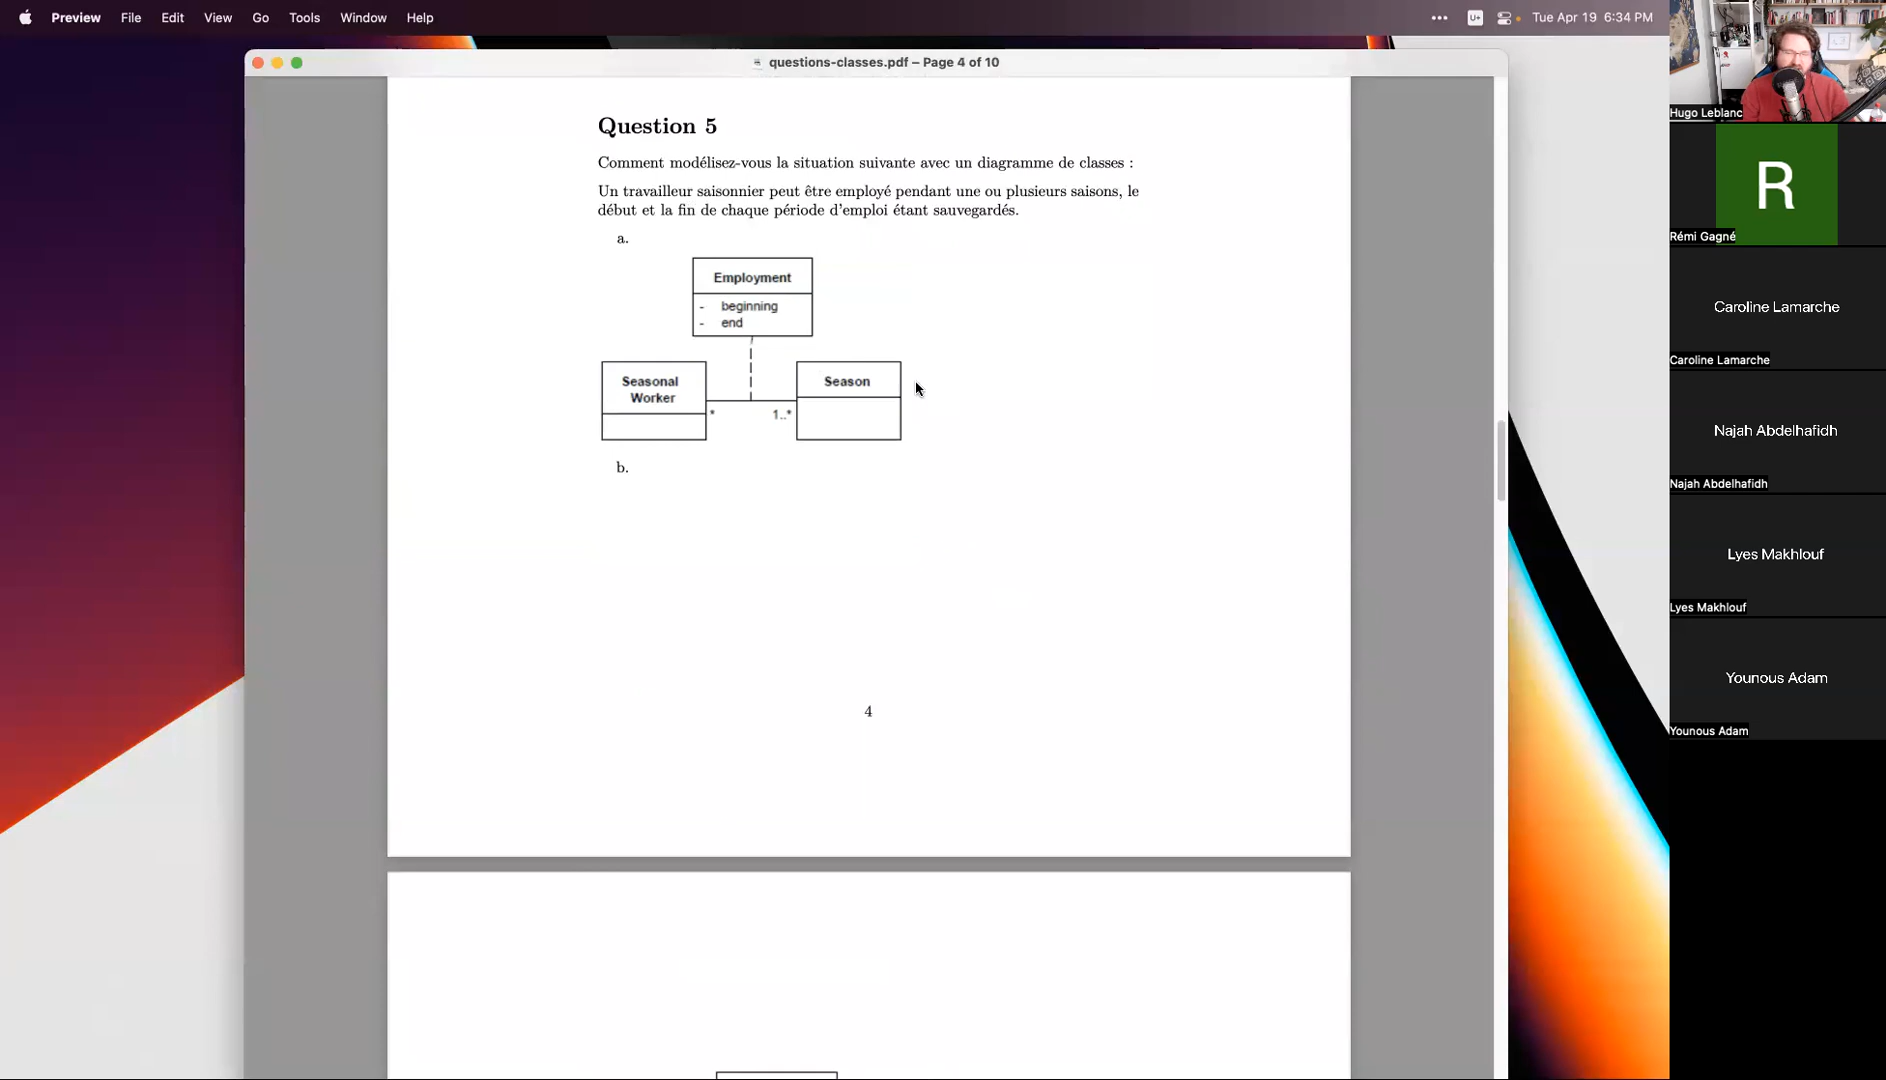 Preview File Edit View Go Tools Window Help
U+
Tue Apr 19 6:34 PM
questions-classes.pdf – Page 4 of 10
Question 5
Comment modélisez-vous la situation suivante avec un diagramme de classes :
Un travailleur saisonnier peut être employé pendant une ou plusieurs saisons, le
début et la fin de chaque période d'emploi étant sauvegardés.
a.
Employment
- beginning
- end
Seasonal
Worker
*
1..*
Season
b.
4
Hugo Leblanc
R
Rémi Gagné
Caroline Lamarche
Caroline Lamarche
Najah Abdelhafidh
Najah Abdelhafidh
Lyes Makhlouf
Lyes Makhlouf
Younous Adam
Younous Adam